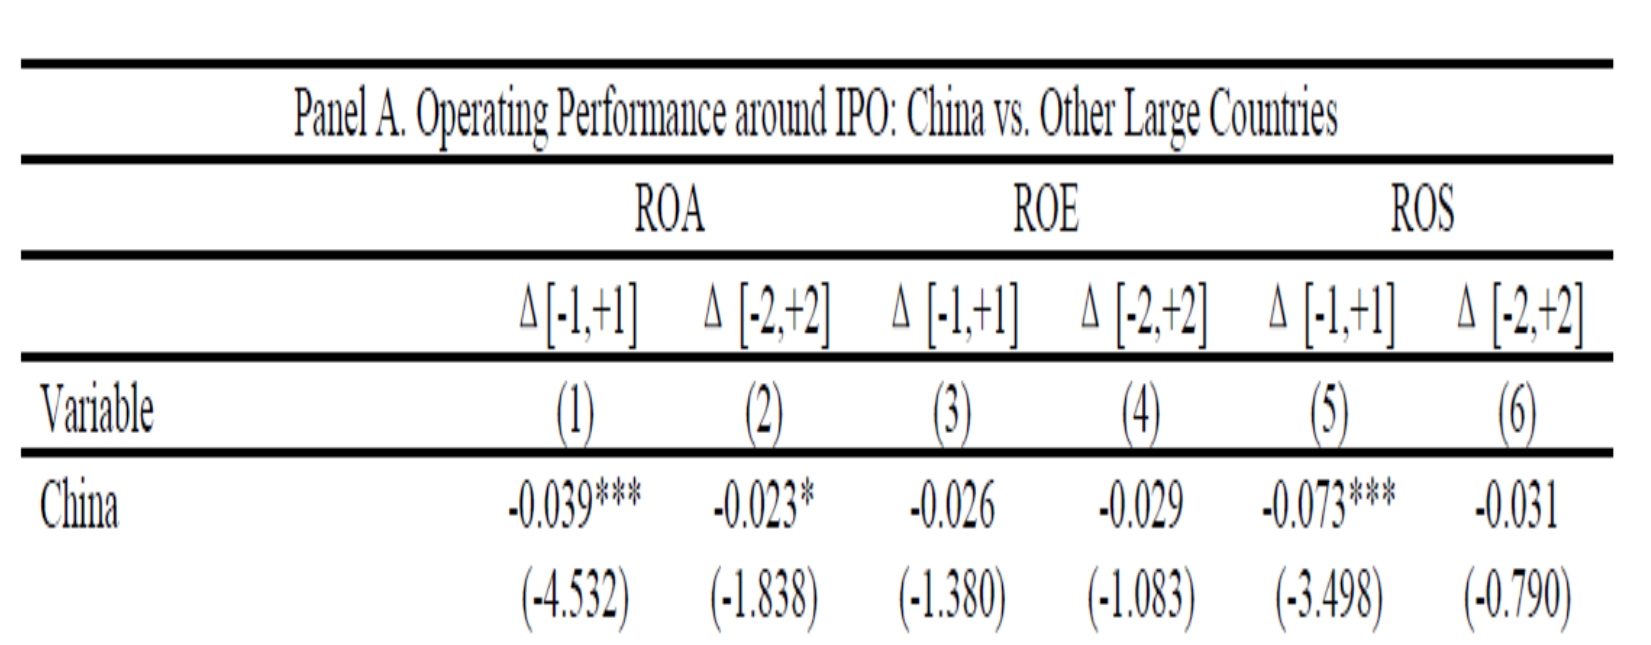 Panel A. Operating Performance around IPO: China vs. Other Large Countries
ROA ROE ROS
Δ [-1,+1] Δ [-2,+2] Δ [-1,+1] Δ [-2,+2] Δ [-1,+1] Δ [-2,+2]
Variable (1) (2) (3) (4) (5) (6)
China -0.039*** -0.023* -0.026 -0.029 -0.073*** -0.031
(-4.532) (-1.838) (-1.380) (-1.083) (-3.498) (-0.790)